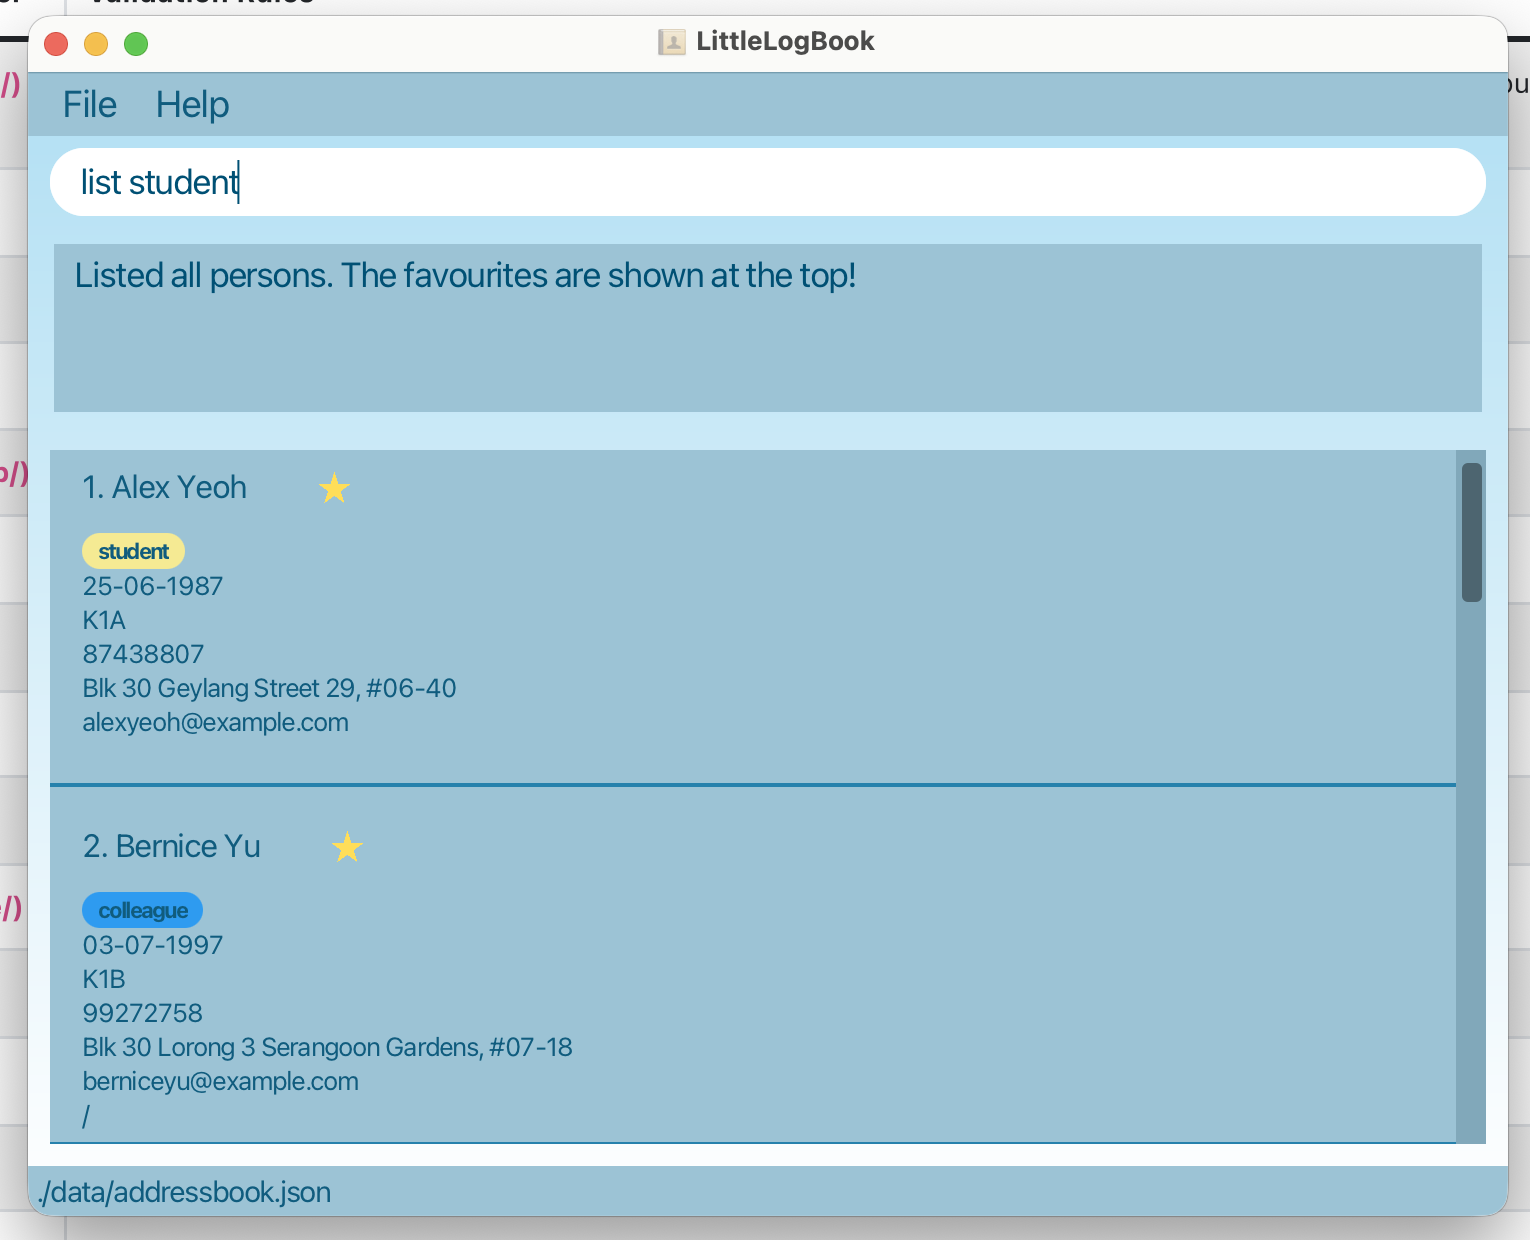 /)
LittleLogBook
File Help
list student
Listed all persons. The favourites are shown at the top!
1. Alex Yeoh
student
25-06-1987
K1A
87438807
Blk 30 Geylang Street 29, #06-40
alexyeoh@example.com
2. Bernice Yu
colleague
03-07-1997
K1B
99272758
Blk 30 Lorong 3 Serangoon Gardens, #07-18
berniceyu@example.com
/
./data/addressbook.json